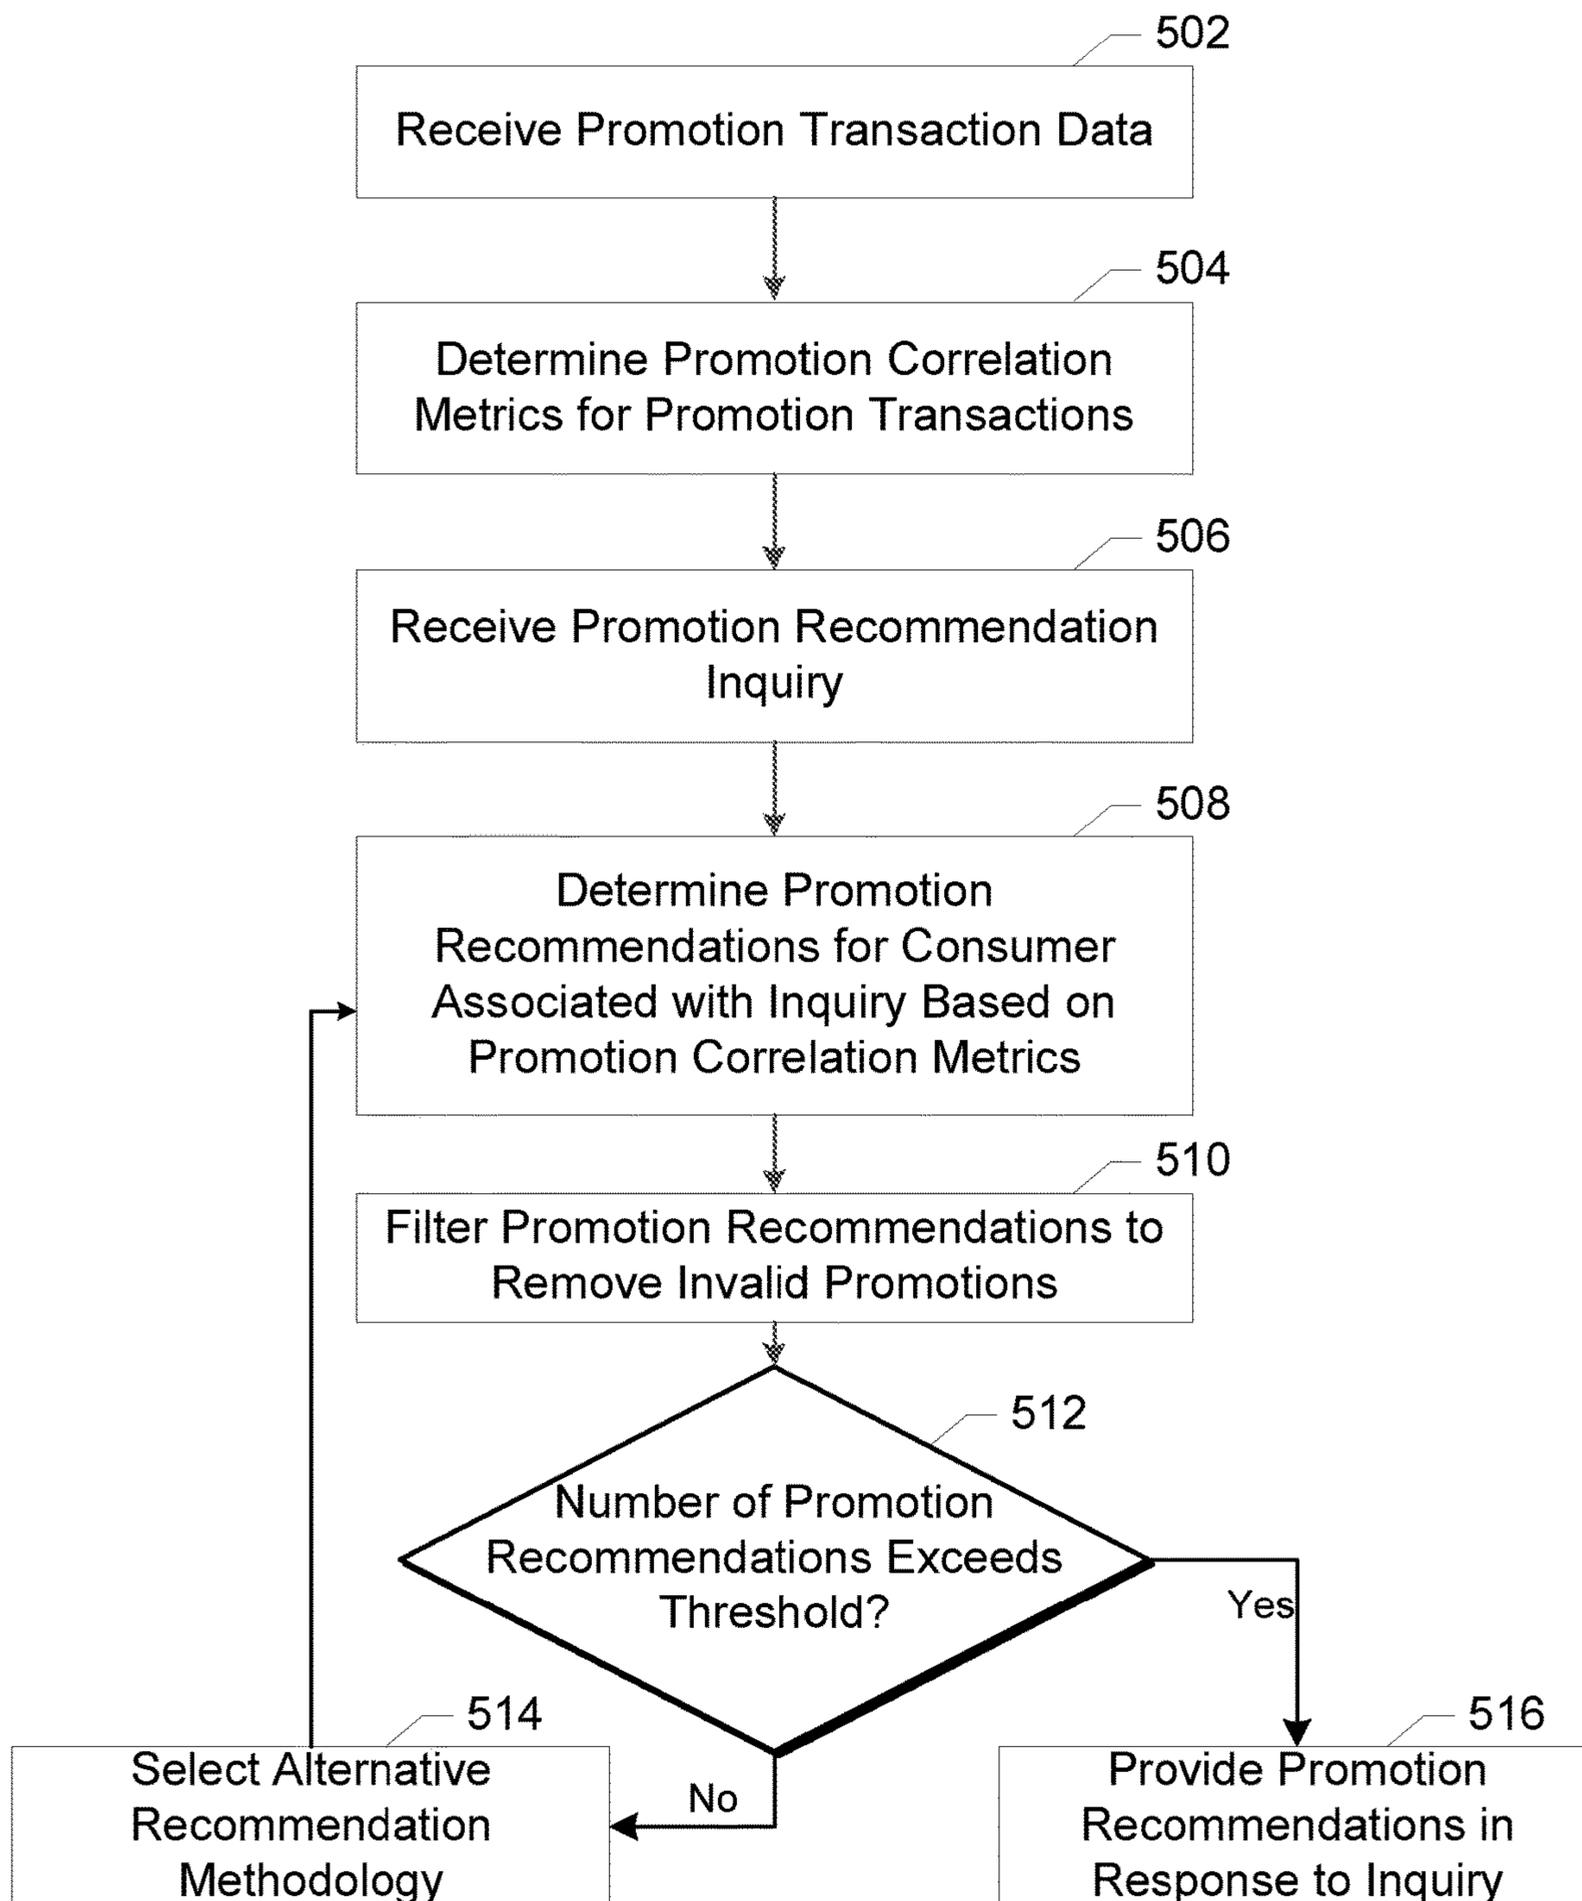 502
Receive Promotion Transaction Data
504
Determine Promotion Correlation
Metrics for Promotion Transactions
506
Receive Promotion Recommendation
Inquiry
508
Determine Promotion
Recommendations for Consumer
Associated with Inquiry Based on
Promotion Correlation Metrics
510
Filter Promotion Recommendations to
Remove Invalid Promotions
512
Number of Promotion
Recommendations Exceeds
Threshold?
Yes
No
514
Select Alternative
Recommendation
Methodology
516
Provide Promotion
Recommendations in
Response to Inquiry